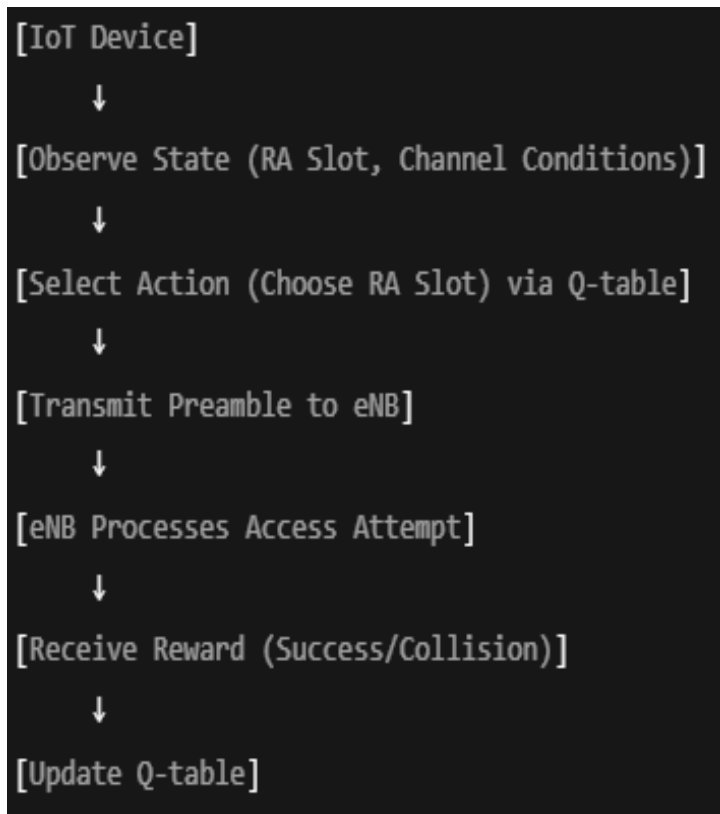 [IoT Device]
↓
[Observe State (RA Slot, Channel Conditions)]
↓
[Select Action (Choose RA Slot) via Q-table]
↓
[Transmit Preamble to eNB]
↓
[eNB Processes Access Attempt]
↓
[Receive Reward (Success/Collision)]
↓
[Update Q-table]